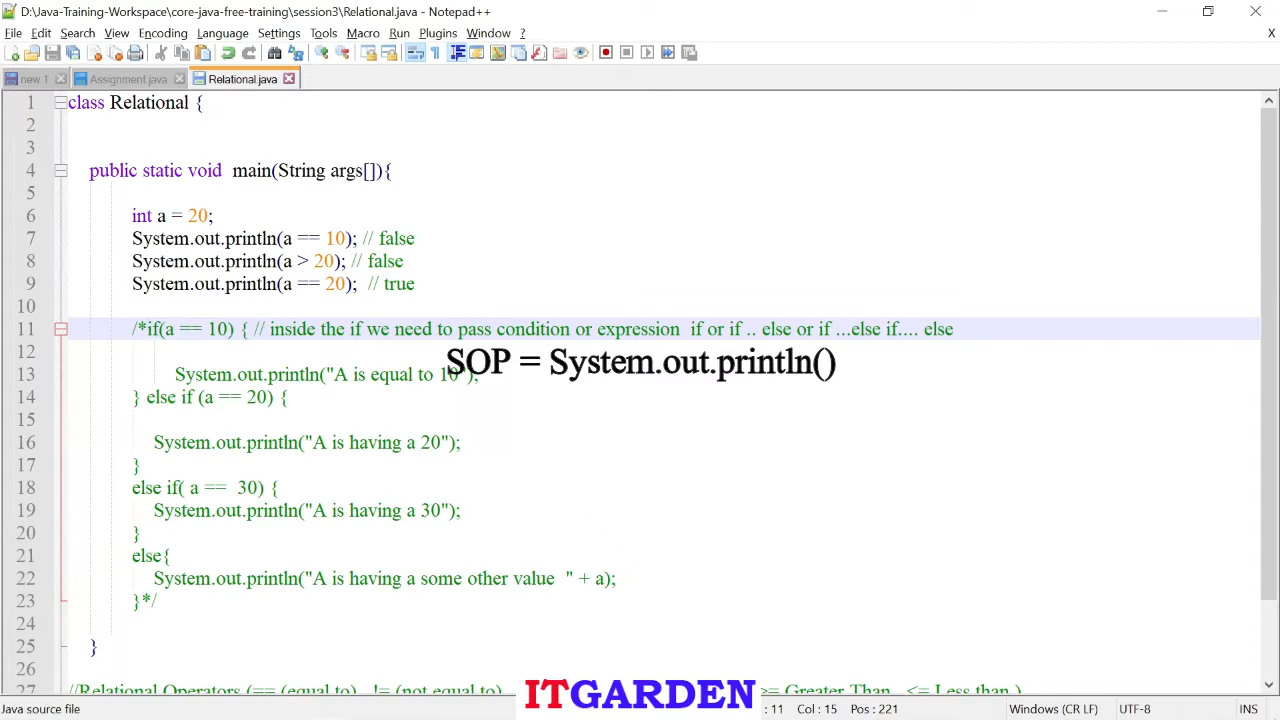 D:\Java-Training-Workspace\core-java-free-training\session3\Relational.java - Notepad++
File Edit Search View Encoding Language Settings Tools Macro Run Plugins Window ? X
new 1 Assignment.java Relational.java
1 class Relational {
2
3
4 public static void  main(String args[]){
5
6 int a = 20;
7 System.out.println(a == 10); // false
8 System.out.println(a > 20); // false
9 System.out.println(a == 20);  // true
10
11 /*if(a == 10) { // inside the if we need to pass condition or expression  if or if .. else or if ...else if.... else
12
SOP = System.out.println()
13 System.out.println("A is equal to 10");
14 } else if (a == 20) {
15
16 System.out.println("A is having a 20");
17 }
18 else if( a ==  30) {
19 System.out.println("A is having a 30");
20 }
21 else{
22 System.out.println("A is having a some other value  " + a);
23 }*/
24
25 }
26
27 //Relational Operators (== (equal to) , != (not equal to) >= Greater Than , <= Less than )
ITGARDEN
Java source file : 11 Col : 15 Pos : 221 Windows (CR LF) UTF-8 INS